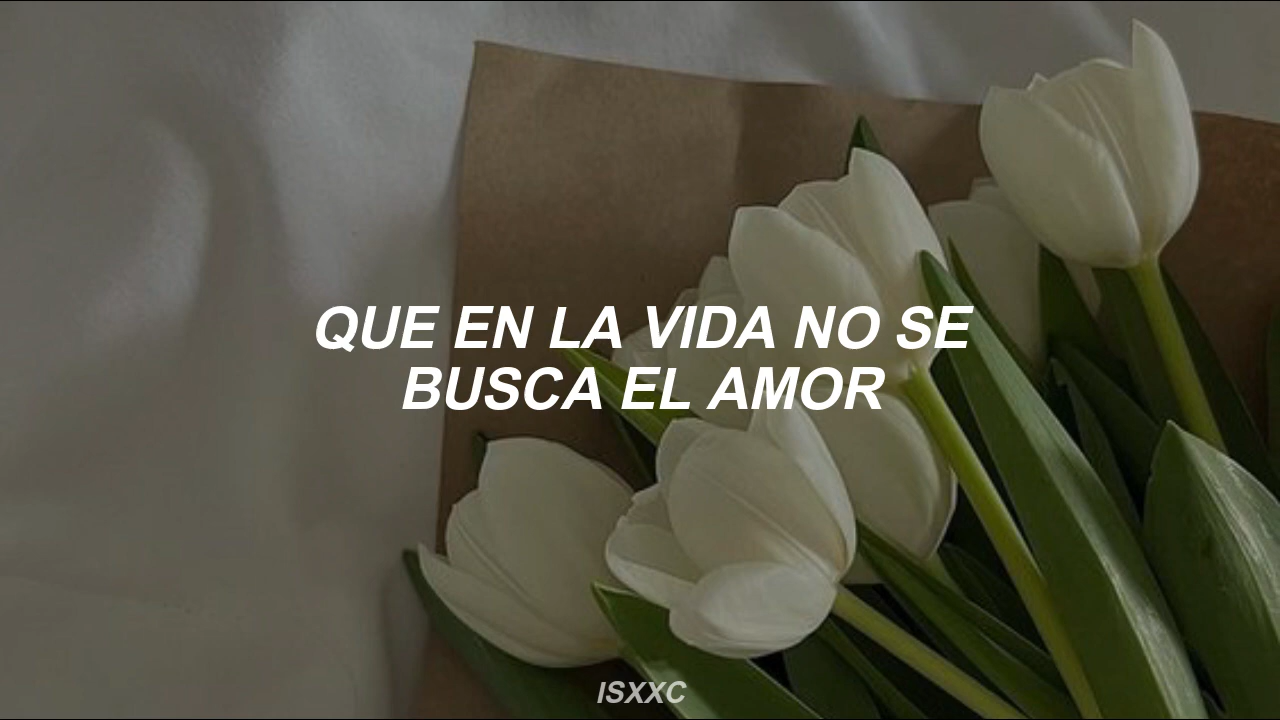 QUE EN LA VIDA NO SE
BUSCA EL AMOR
ISXXC